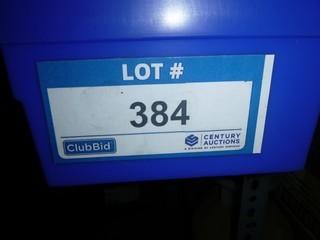 LOT #
384
ClubBid
CENTURY
AUCTIONS